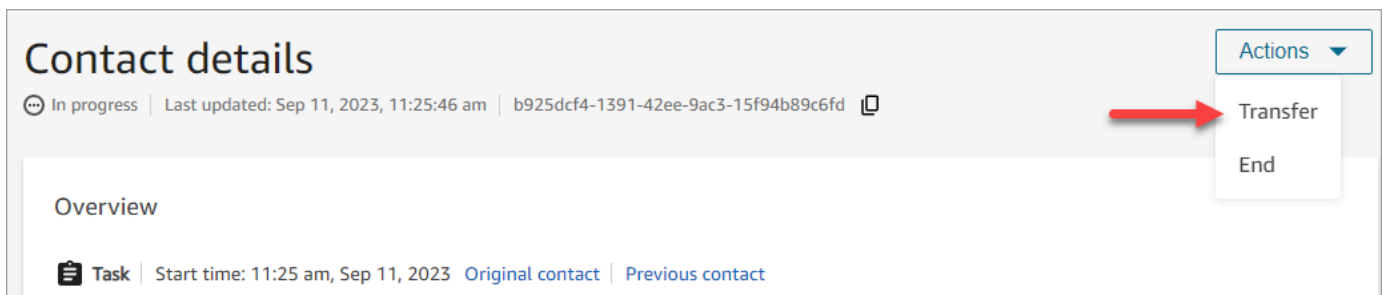 Contact details
Actions
In progress Last updated: Sep 11, 2023, 11:25:46 am b925dcf4-1391-42ee-9ac3-15f94b89c6fd
Transfer
End
Overview
Task Start time: 11:25 am, Sep 11, 2023 Original contact Previous contact